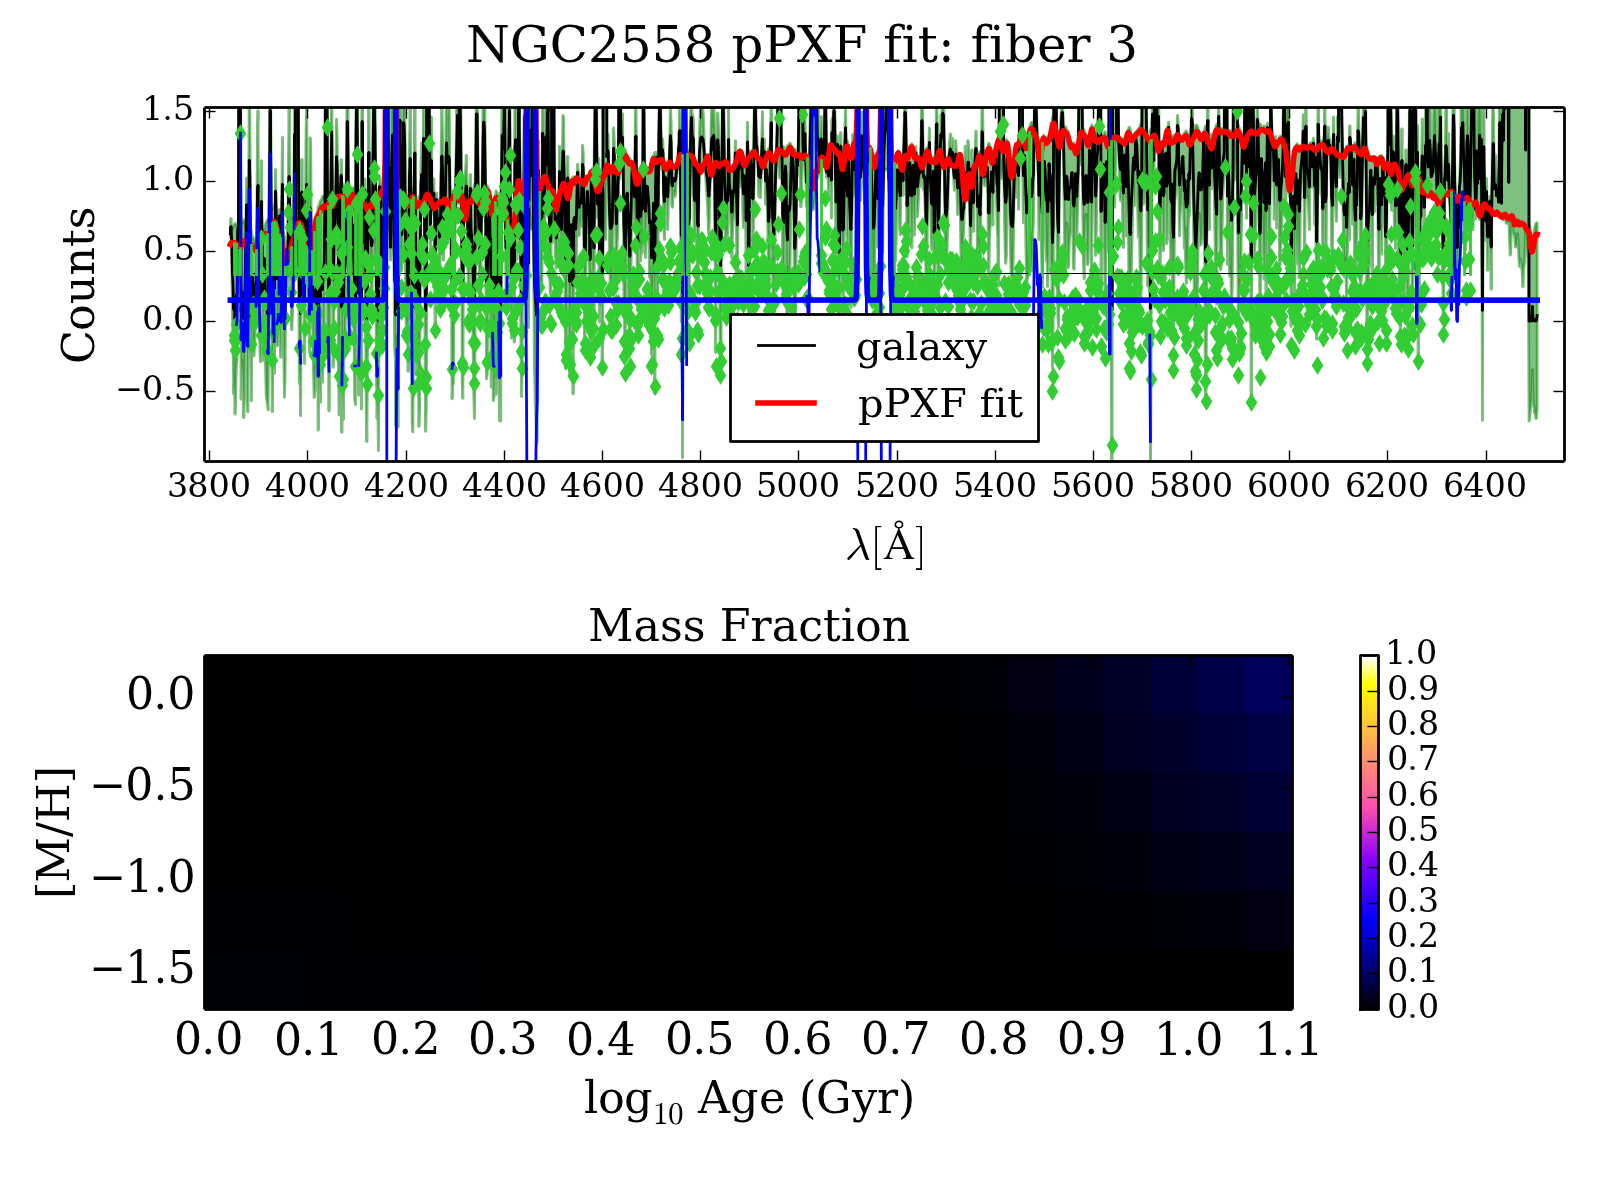 NGC2558 pPXF fit: fiber 3
1.5
1.0
0.5
0.0
−0.5
Counts
galaxy
pPXF fit
3800 4000 4200 4400 4600 4800 5000 5200 5400 5600 5800 6000 6200 6400
λ[Å]
Mass Fraction
0.0
−0.5
−1.0
−1.5
[M/H]
0.0 0.1 0.2 0.3 0.4 0.5 0.6 0.7 0.8 0.9 1.0 1.1
log₁₀ Age (Gyr)
1.0
0.9
0.8
0.7
0.6
0.5
0.4
0.3
0.2
0.1
0.0